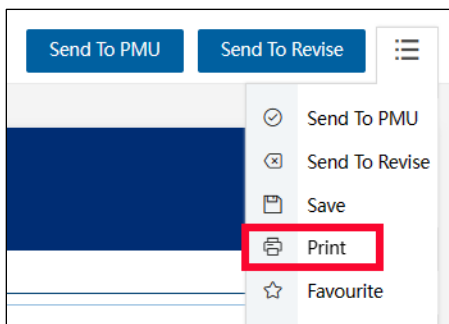 Send To PMU Send To Revise
Send To PMU
Send To Revise
Save
Print
Favourite